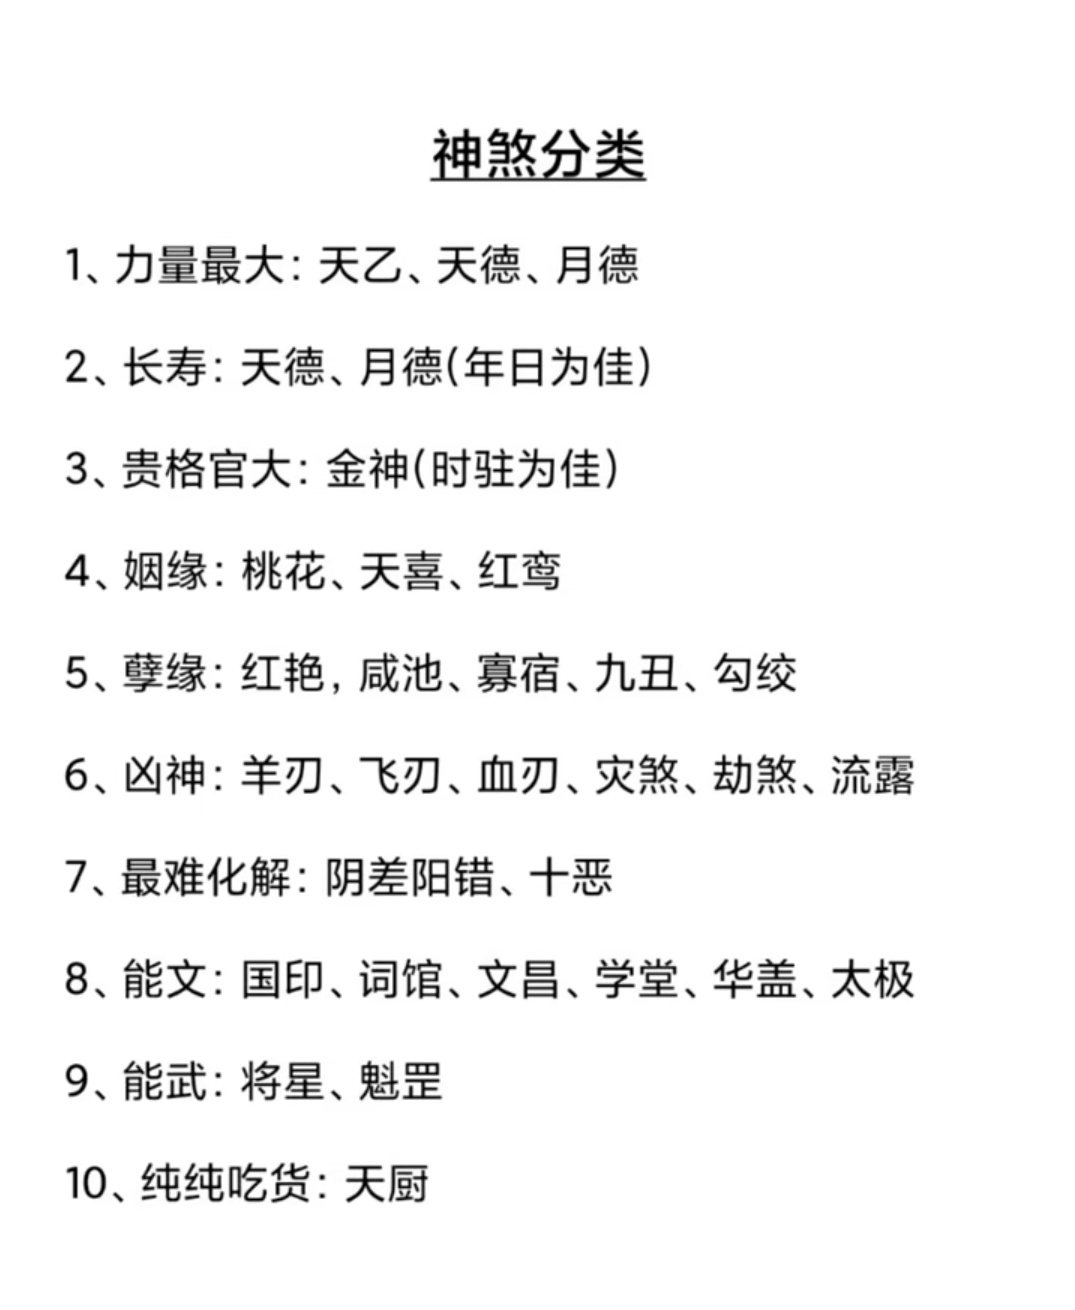 神煞分类
1、力量最大：天乙、天德、月德
2、长寿：天德、月德(年日为佳)
3、贵格官大：金神(时驻为佳)
4、姻缘：桃花、天喜、红鸾
5、孽缘：红艳，咸池、寡宿、九丑、勾绞
6、凶神：羊刃、飞刃、血刃、灾煞、劫煞、流露
7、最难化解：阴差阳错、十恶
8、能文：国印、词馆、文昌、学堂、华盖、太极
9、能武：将星、魁罡
10、纯纯吃货：天厨